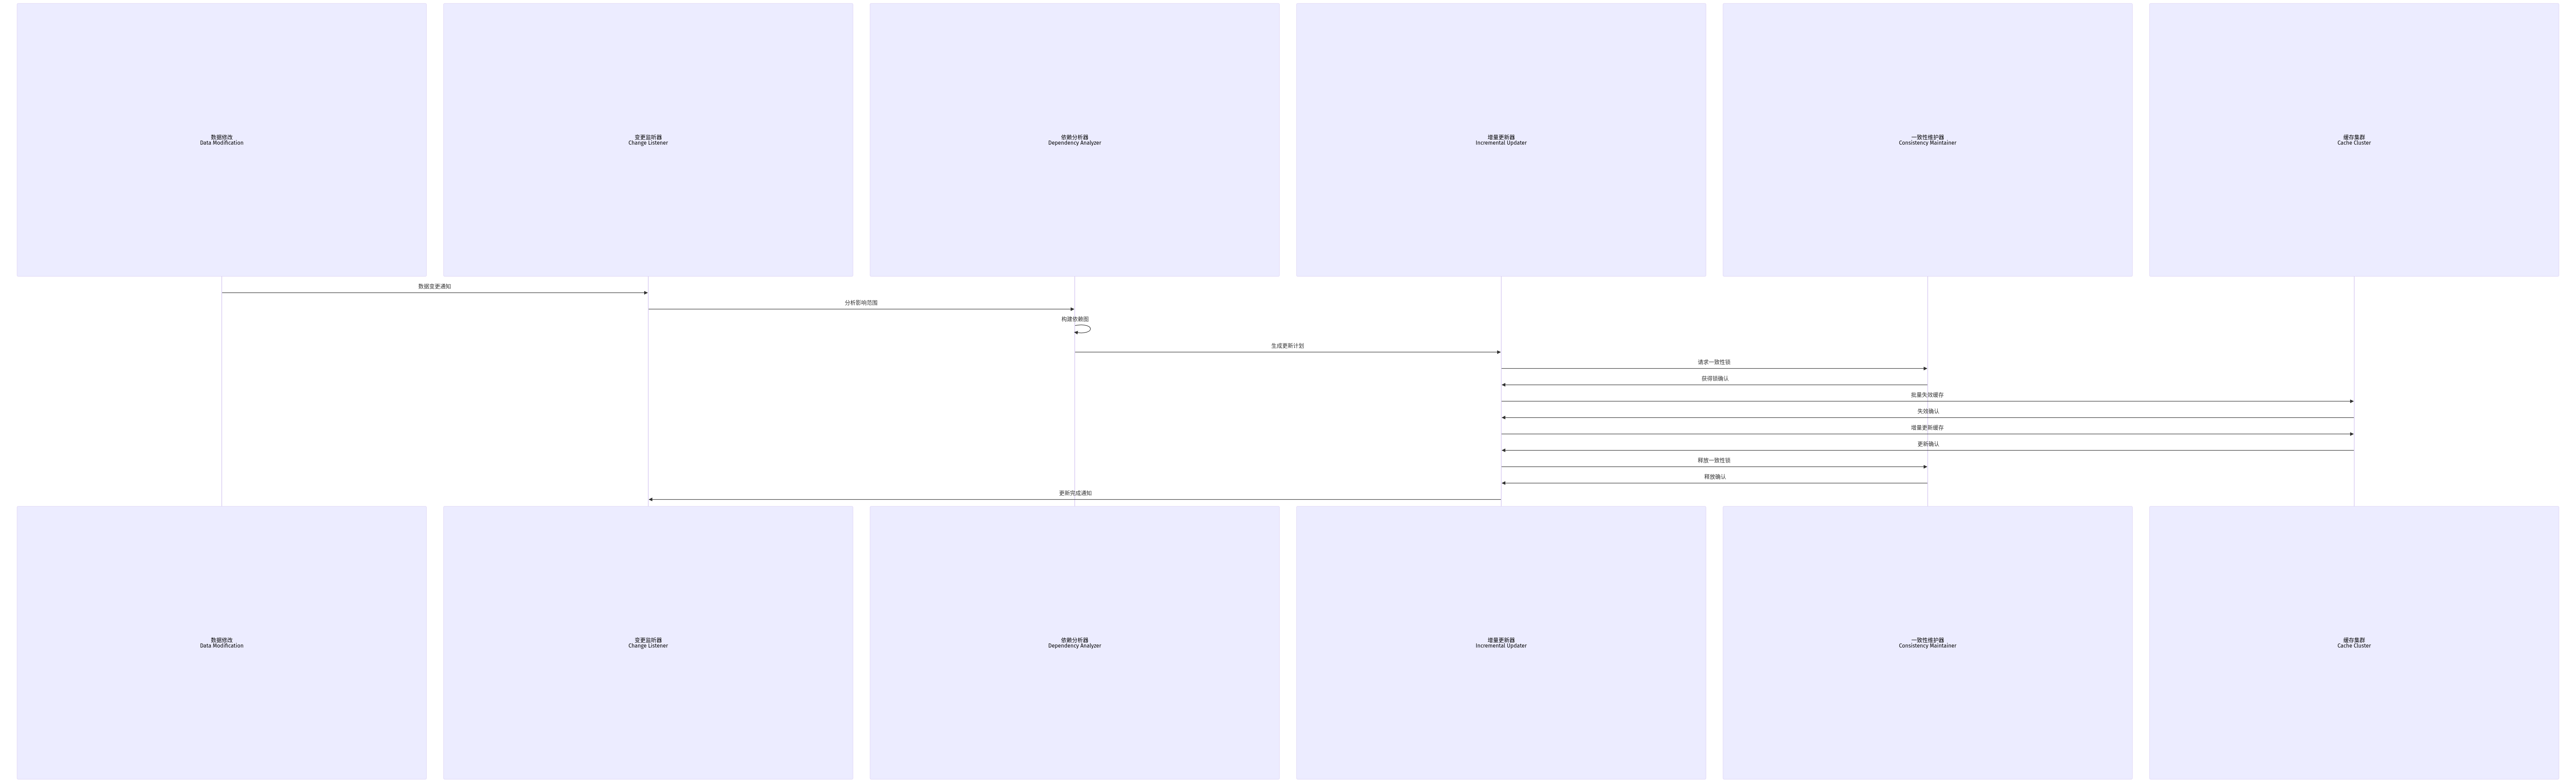 数据修改
Data Modification
变更监听器
Change Listener
依赖分析器
Dependency Analyzer
增量更新器
Incremental Updater
一致性维护器
Consistency Maintainer
缓存集群
Cache Cluster
数据变更通知
分析影响范围
构建依赖图
生成更新计划
请求一致性锁
获得锁确认
批量失效缓存
失效确认
增量更新缓存
更新确认
释放一致性锁
释放确认
更新完成通知
数据修改
Data Modification
变更监听器
Change Listener
依赖分析器
Dependency Analyzer
增量更新器
Incremental Updater
一致性维护器
Consistency Maintainer
缓存集群
Cache Cluster